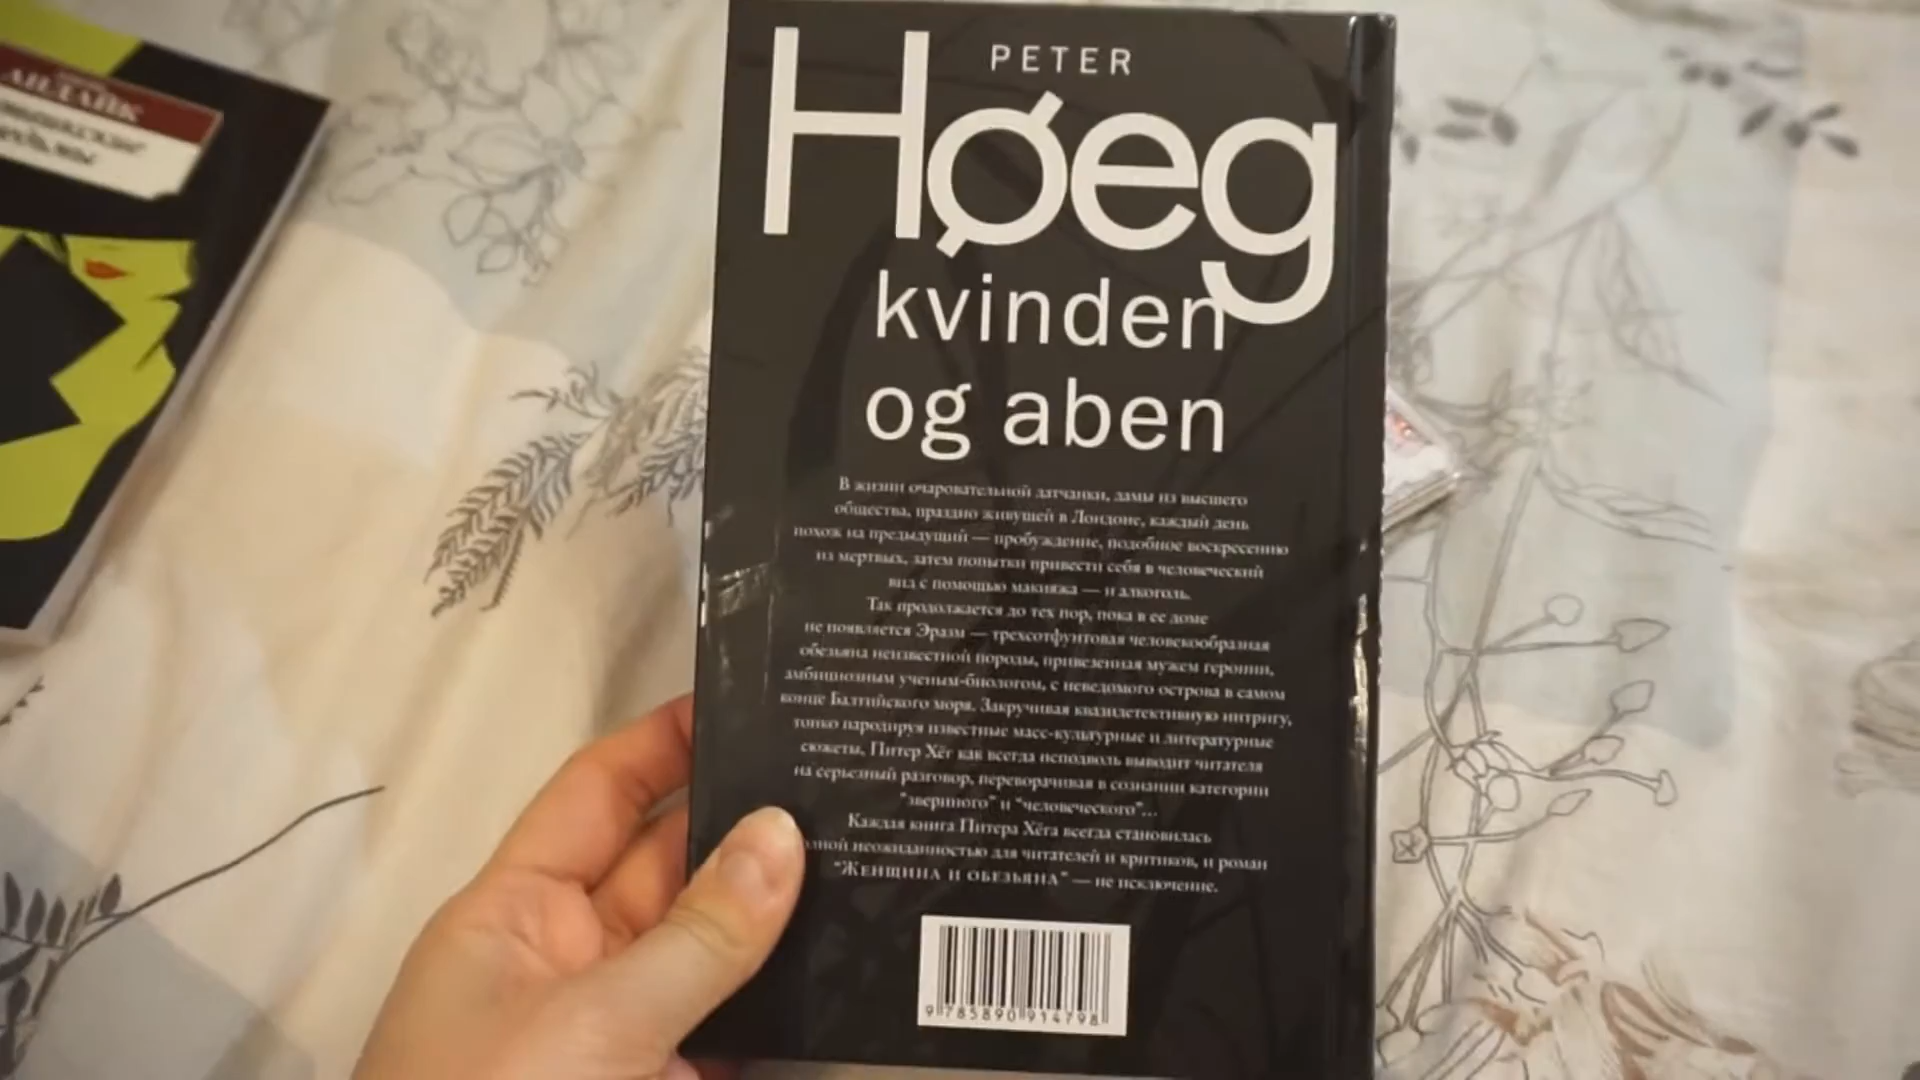 АПДАЙК
PETER
Høeg
kvinden
og aben
В жизни очаровательной датчанки, дамы из высшего
общества, праздно живущей в Лондоне, каждый день
похож на предыдущий — пробуждение, подобное воскресению
из мертвых, затем попытки привести себя в человеческий
вид с помощью макияжа — и алкоголь.
Так продолжается до тех пор, пока в ее доме
не появляется Эразм — трехсотфунтовая человекообразная
обезьяна неизвестной породы, привезенная мужем героини,
амбициозным ученым-биологом, с неведомого острова в самом
конце Балтийского моря. Закручивая квазидетективную интригу,
тонко пародируя известные масс-культурные и литературные
сюжеты, Питер Хёг как всегда исподволь выводит читателя
на серьезный разговор, переворачивая в сознании категории
"звериного" и "человеческого"...
Каждая книга Питера Хёга всегда становилась
неожиданностью для читателей и критиков, и роман
"ЖЕНЩИНА И ОБЕЗЬЯНА" — не исключение.
9 785890 914798